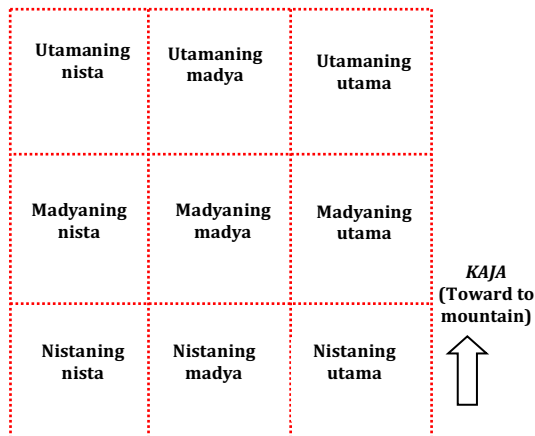 Utamaning
nista
Utamaning
madya
Utamaning
utama
Madyaning
nista
Madyaning
madya
Madyaning
utama
KAJA
(Toward to
mountain)
Nistaning
nista
Nistaning
madya
Nistaning
utama